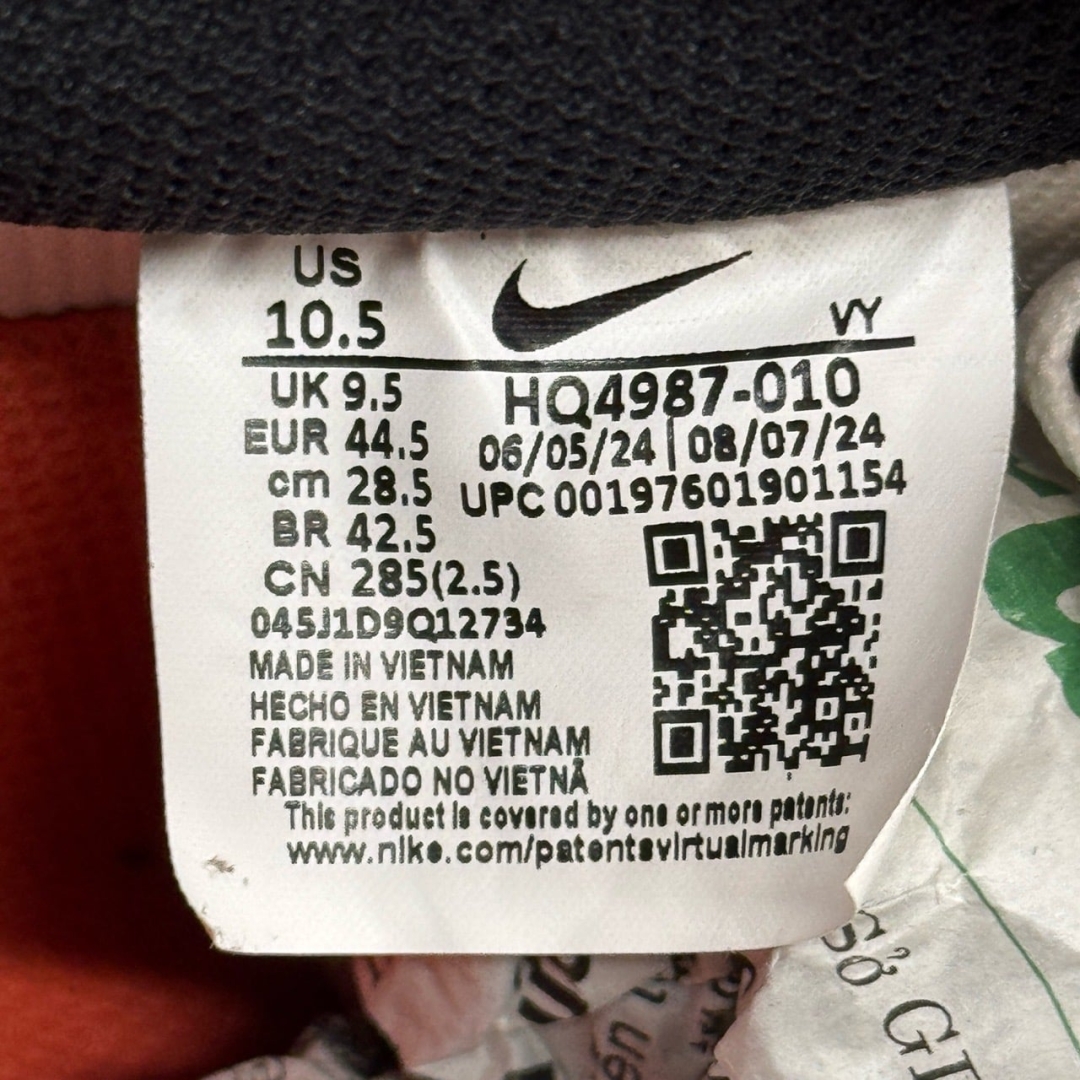 US
10.5
VY
UK 9.5
HQ4987-010
EUR 44.5
06/05/24 | 08/07/24
cm 28.5
UPC 00197601901154
BR 42.5
CN 285(2.5)
045J1D9Q12734
MADE IN VIETNAM
HECHO EN VIETNAM
FABRIQUE AU VIETNAM
FABRICADO NO VIETNÃ
This product is covered by one or more patents:
www.nike.com/patentsvirtualmarking
Sở